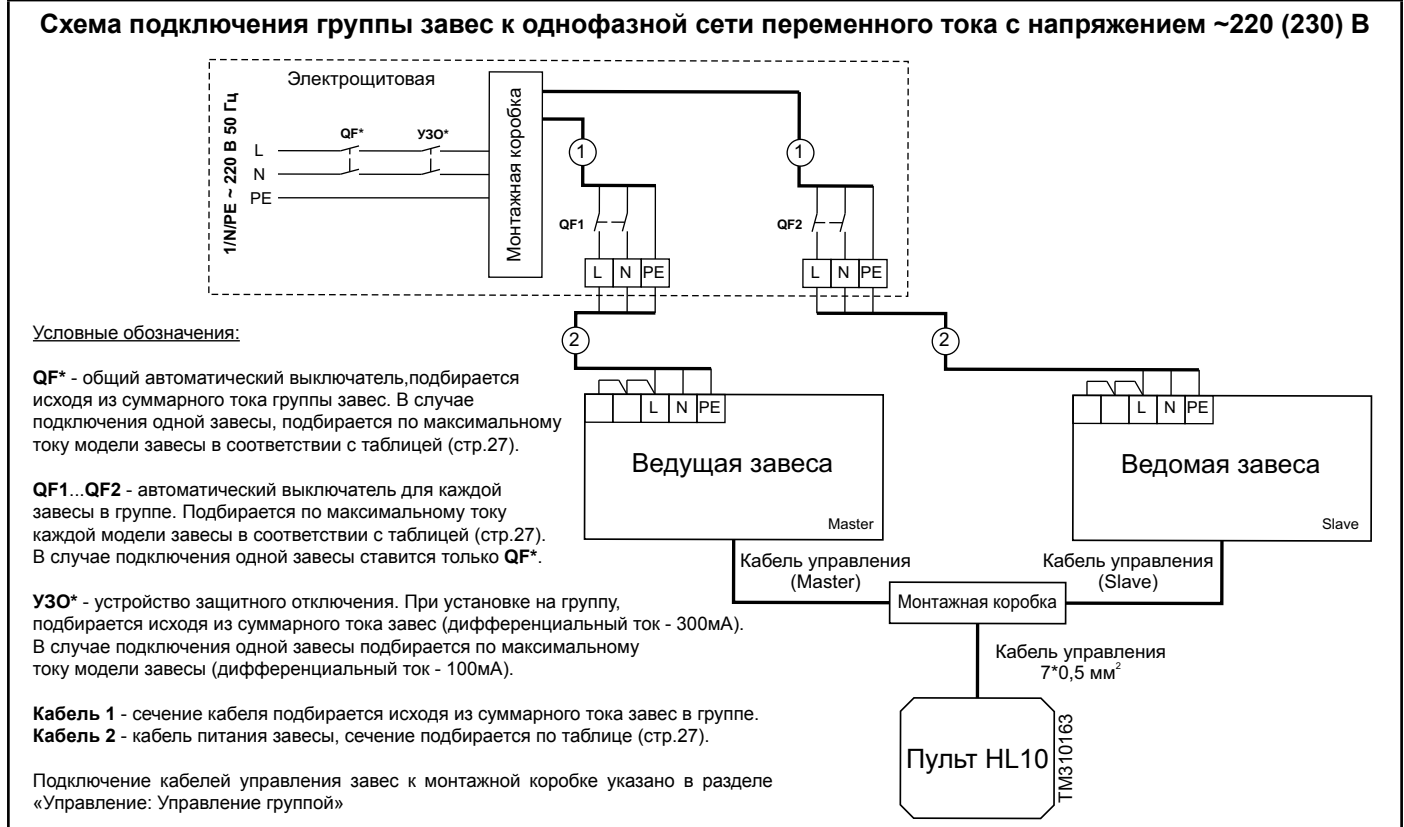 Схема подключения группы завес к однофазной сети переменного тока с напряжением ~220 (230) В
Электрощитовая
1/N/PE ~ 220 В 50 Гц
QF*
УЗО*
L
N
PE
Монтажная коробка
1
1
QF1
QF2
L N PE
L N PE
2
2
Условные обозначения:
QF* - общий автоматический выключатель,подбирается
исходя из суммарного тока группы завес. В случае
подключения одной завесы, подбирается по максимальному
току модели завесы в соответствии с таблицей (стр.27).
QF1...QF2 - автоматический выключатель для каждой
завесы в группе. Подбирается по максимальному току
каждой модели завесы в соответствии с таблицей (стр.27).
В случае подключения одной завесы ставится только QF*.
УЗО* - устройство защитного отключения. При установке на группу,
подбирается исходя из суммарного тока завес (дифференциальный ток - 300мА).
В случае подключения одной завесы подбирается по максимальному
току модели завесы (дифференциальный ток - 100мА).
Кабель 1 - сечение кабеля подбирается исходя из суммарного тока завес в группе.
Кабель 2 - кабель питания завесы, сечение подбирается по таблице (стр.27).
Подключение кабелей управления завес к монтажной коробке указано в разделе
«Управление: Управление группой»
L N PE
Ведущая завеса
Master
L N PE
Ведомая завеса
Slave
Кабель управления
(Master)
Кабель управления
(Slave)
Монтажная коробка
Кабель управления
7*0,5 мм²
Пульт HL10
TM310163